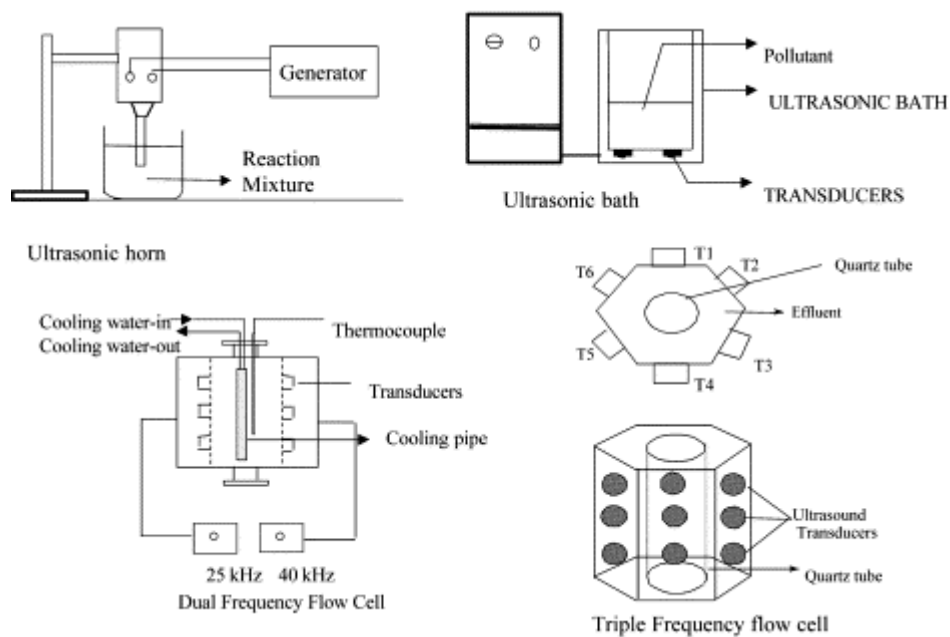 Generator
Reaction
Mixture
Ultrasonic horn
Pollutant
ULTRASONIC BATH
TRANSDUCERS
Ultrasonic bath
Cooling water-in
Cooling water-out
Thermocouple
Transducers
Cooling pipe
25 kHz 40 kHz
Dual Frequency Flow Cell
T1
T2
T6
Quartz tube
Effluent
T5
T3
T4
Ultrasound
Transducers
Quartz tube
Triple Frequency flow cell